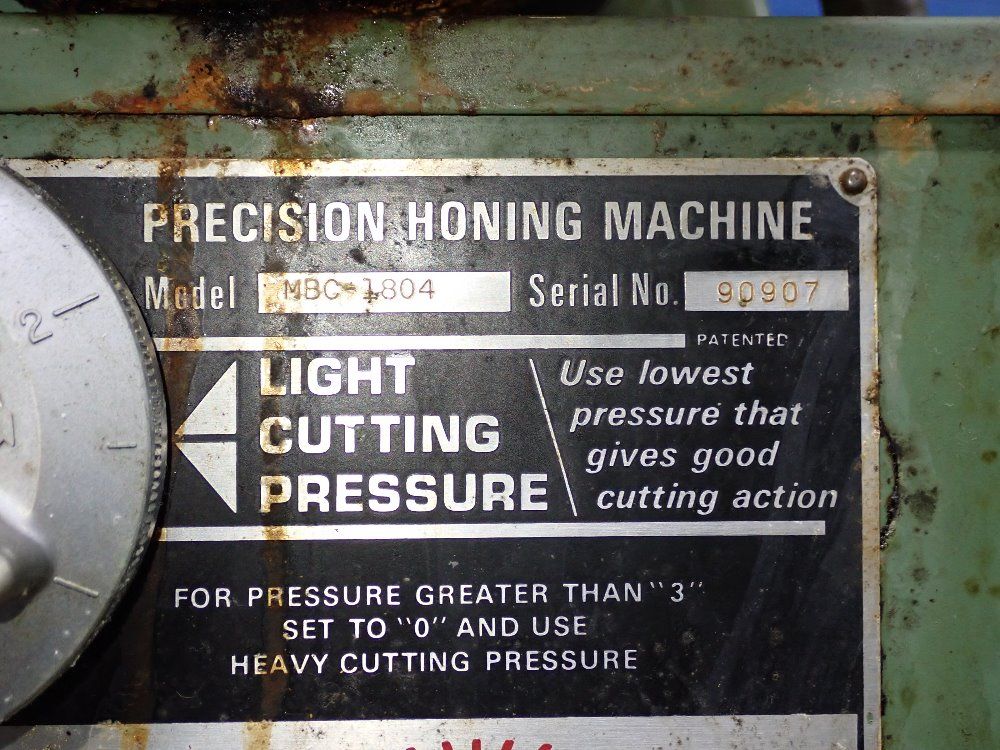 PRECISION HONING MACHINE
Model MBC-1804 Serial No. 90907
PATENTED
2
LIGHT
CUTTING
PRESSURE
Use lowest
pressure that
gives good
cutting action
FOR PRESSURE GREATER THAN "3"
SET TO "0" AND USE
HEAVY CUTTING PRESSURE